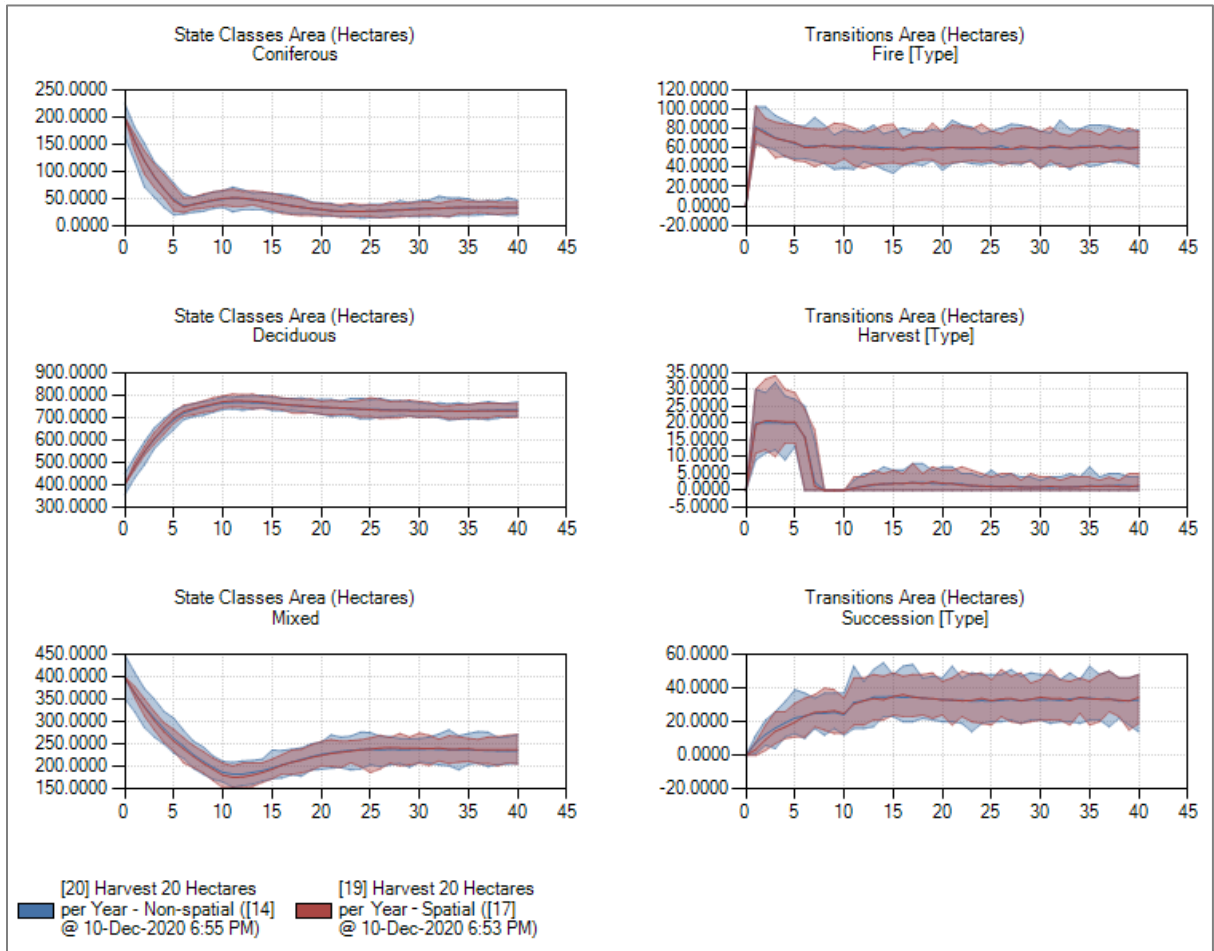 State Classes Area (Hectares)
Coniferous
250.0000
200.0000
150.0000
100.0000
50.0000
0.0000
0 5 10 15 20 25 30 35 40 45
Transitions Area (Hectares)
Fire [Type]
120.0000
100.0000
80.0000
60.0000
40.0000
20.0000
0.0000
-20.0000
0 5 10 15 20 25 30 35 40 45
State Classes Area (Hectares)
Deciduous
900.0000
800.0000
700.0000
600.0000
500.0000
400.0000
300.0000
0 5 10 15 20 25 30 35 40 45
Transitions Area (Hectares)
Harvest [Type]
35.0000
30.0000
25.0000
20.0000
15.0000
10.0000
5.0000
0.0000
-5.0000
0 5 10 15 20 25 30 35 40 45
State Classes Area (Hectares)
Mixed
450.0000
400.0000
350.0000
300.0000
250.0000
200.0000
150.0000
0 5 10 15 20 25 30 35 40 45
Transitions Area (Hectares)
Succession [Type]
60.0000
40.0000
20.0000
0.0000
-20.0000
0 5 10 15 20 25 30 35 40 45
[20] Harvest 20 Hectares
per Year - Non-spatial ([14]
@ 10-Dec-2020 6:55 PM)
[19] Harvest 20 Hectares
per Year - Spatial ([17]
@ 10-Dec-2020 6:53 PM)